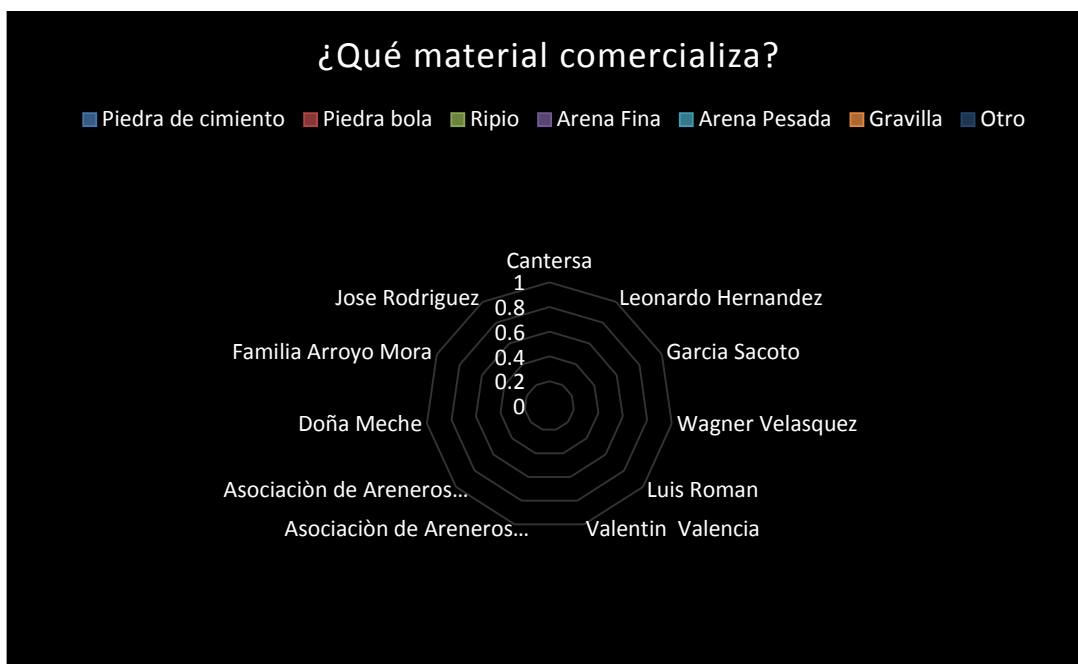 ¿Qué material comercializa?
Piedra de cimiento Piedra bola Ripio Arena Fina Arena Pesada Gravilla Otro
Cantersa
1
Jose Rodriguez Leonardo Hernandez
0.8
0.6
Familia Arroyo Mora Garcia Sacoto
0.4
0.2
0
Doña Meche Wagner Velasquez
Asociaciòn de Areneros... Luis Roman
Asociaciòn de Areneros... Valentin Valencia